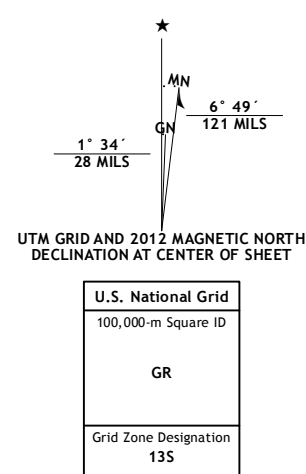 ★
MN
GN
6° 49´
121 MILS
1° 34´
28 MILS
UTM GRID AND 2012 MAGNETIC NORTH
DECLINATION AT CENTER OF SHEET
U.S. National Grid
100,000-m Square ID
GR
Grid Zone Designation
13S